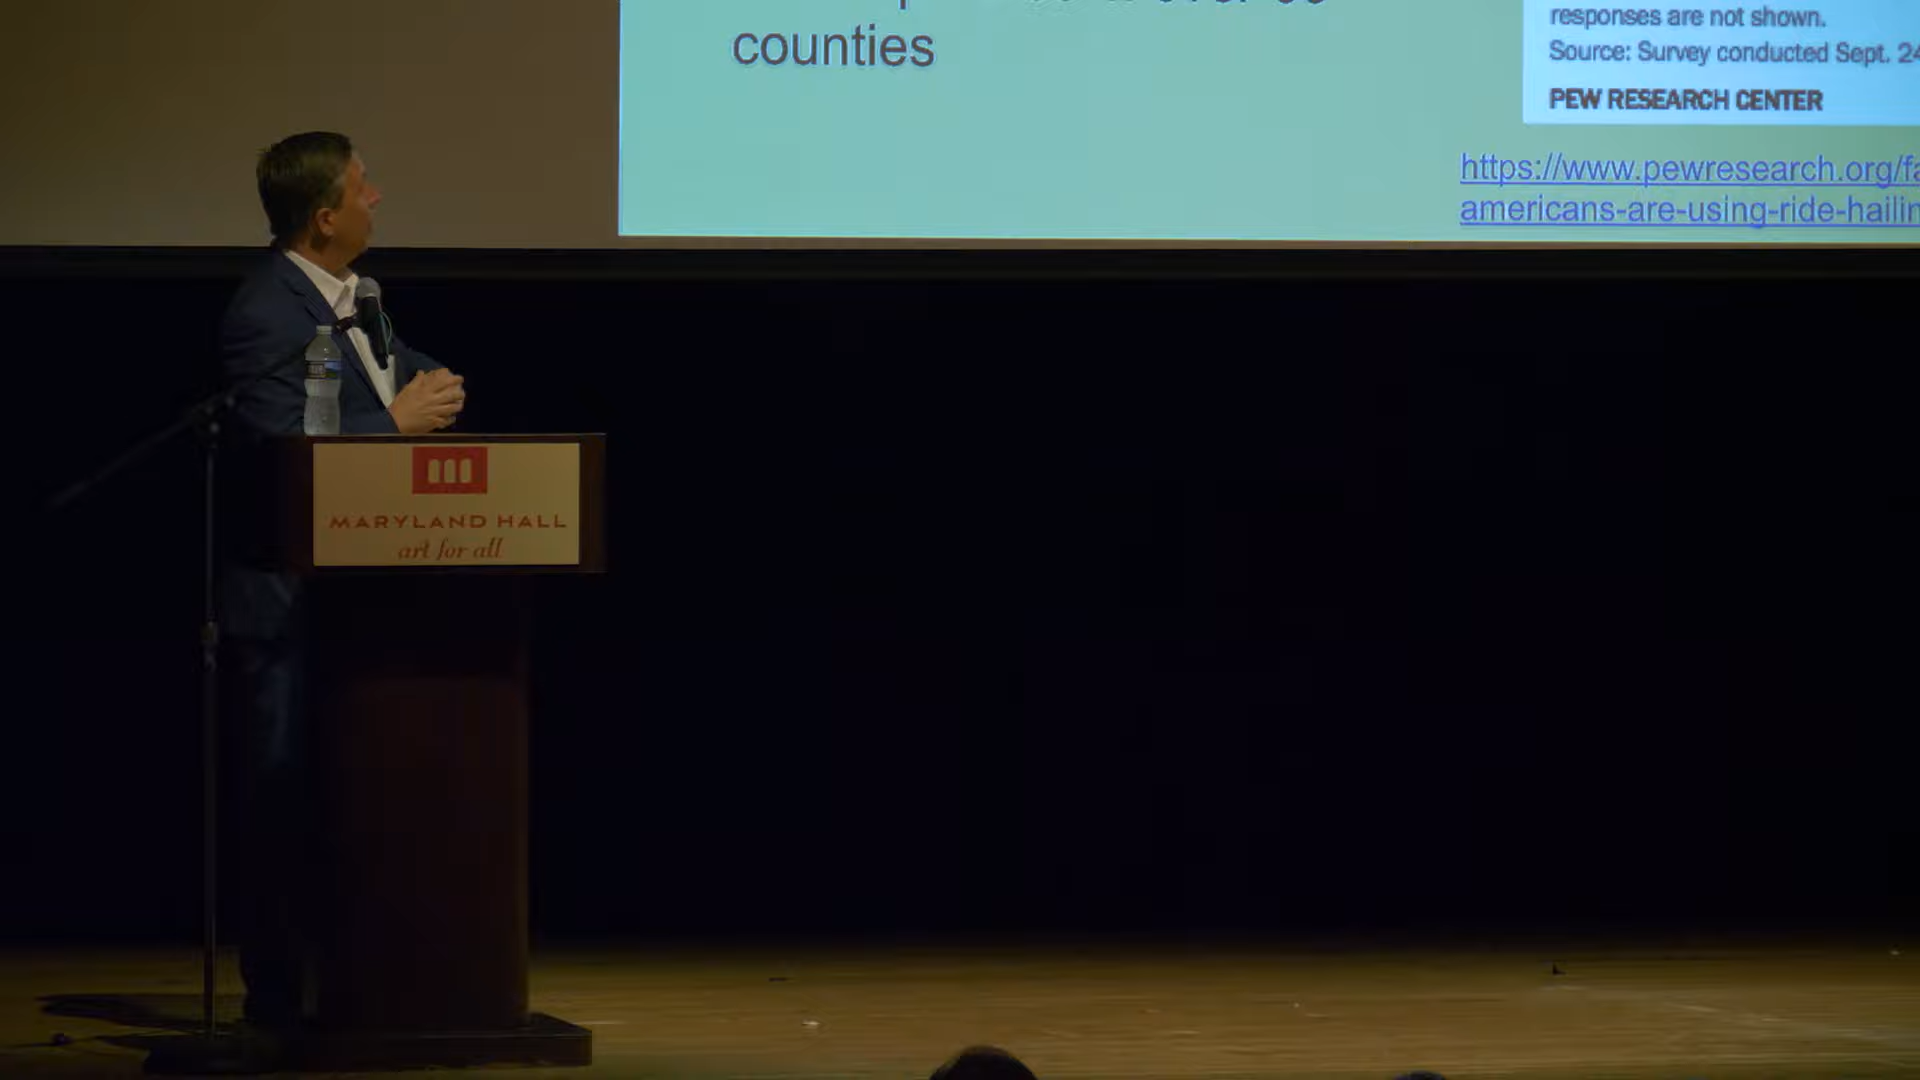 counties
responses are not shown.
Source: Survey conducted Sept. 24
PEW RESEARCH CENTER
https://www.pewresearch.org/fa
americans-are-using-ride-hailin
MARYLAND HALL
art for all